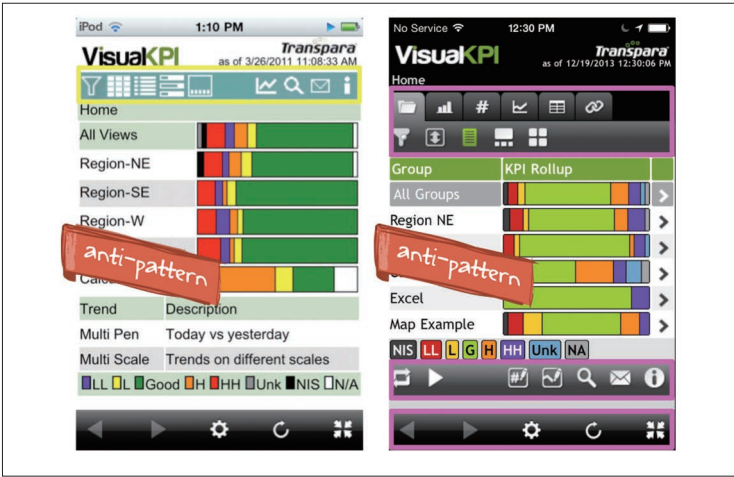 iPod 1:10 PM
VisualKPI Transpara
as of 3/26/2011 11:08:33 AM
Home
All Views
Region-NE
Region-SE
Region-W
anti-pattern
Trend Description
Multi Pen Today vs yesterday
Multi Scale Trends on different scales
LL L Good H HH Unk NIS N/A
No Service 12:30 PM
VisualKPI Transpara
as of 12/19/2013 12:30:06 PM
Home
#
Group KPI Rollup
All Groups
Region NE
anti-pattern
Excel
Map Example
NIS LL L G H HH Unk NA
#